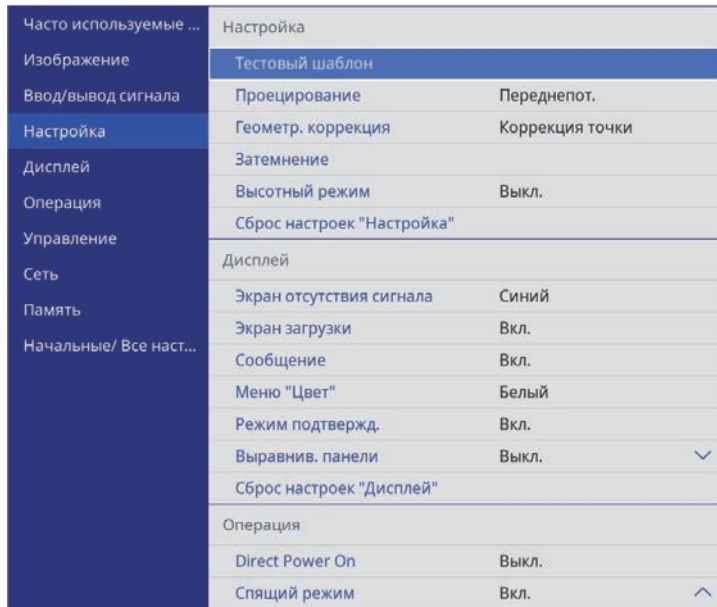 Часто используемые ...
Изображение
Ввод/вывод сигнала
Настройка
Дисплей
Операция
Управление
Сеть
Память
Начальные/ Все наст...
Настройка
Тестовый шаблон
Проецирование Переднепот.
Геометр. коррекция Коррекция точки
Затемнение
Высотный режим Выкл.
Сброс настроек "Настройка"
Дисплей
Экран отсутствия сигнала Синий
Экран загрузки Вкл.
Сообщение Вкл.
Меню "Цвет" Белый
Режим подтвержд. Вкл.
Выравнив. панели Выкл.
Сброс настроек "Дисплей"
Операция
Direct Power On Выкл.
Спящий режим Вкл.